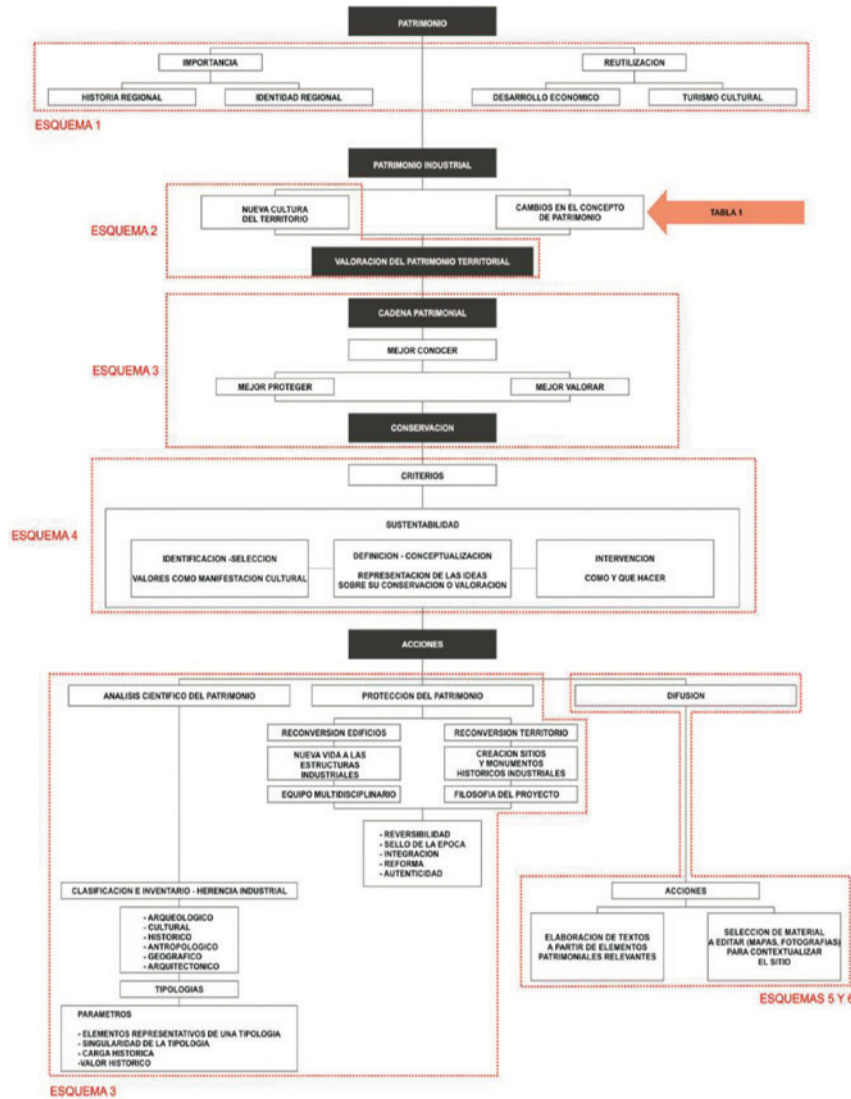 PATRIMONIO
IMPORTANCIA
REUTILIZACION
HISTORIA REGIONAL
IDENTIDAD REGIONAL
DESARROLLO ECONOMICO
TURISMO CULTURAL
ESQUEMA 1
PATRIMONIO INDUSTRIAL
NUEVA CULTURA
DEL TERRITORIO
CAMBIOS EN EL CONCEPTO
DE PATRIMONIO
TABLA 1
ESQUEMA 2
VALORACION DEL PATRIMONIO TERRITORIAL
CADENA PATRIMONIAL
MEJOR CONOCER
ESQUEMA 3
MEJOR PROTEGER
MEJOR VALORAR
CONSERVACION
CRITERIOS
ESQUEMA 4
SUSTENTABILIDAD
IDENTIFICACION -SELECCION
VALORES COMO MANIFESTACION CULTURAL
DEFINICION - CONCEPTUALIZACION
REPRESENTACION DE LAS IDEAS
SOBRE SU CONSERVACION O VALORACION
INTERVENCION
COMO Y QUE HACER
ACCIONES
ANALISIS CIENTIFICO DEL PATRIMONIO
PROTECCION DEL PATRIMONIO
DIFUSION
RECONVERSION EDIFICIOS
RECONVERSION TERRITORIO
NUEVA VIDA A LAS
ESTRUCTURAS
INDUSTRIALES
CREACION SITIOS
Y MONUMENTOS
HISTORICOS INDUSTRIALES
EQUIPO MULTIDISCIPLINARIO
FILOSOFIA DEL PROYECTO
- REVERSIBILIDAD
- SELLO DE LA EPOCA
- INTEGRACION
- REFORMA
- AUTENTICIDAD
CLASIFICACION E INVENTARIO - HERENCIA INDUSTRIAL
- ARQUEOLOGICO
- CULTURAL
- HISTORICO
- ANTROPOLOGICO
- GEOGRAFICO
- ARQUITECTONICO
TIPOLOGIAS
PARAMETROS
- ELEMENTOS REPRESENTATIVOS DE UNA TIPOLOGIA
- SINGULARIDAD DE LA TIPOLOGIA
- CARGA HISTORICA
-VALOR HISTORICO
ESQUEMA 3
ACCIONES
ELABORACION DE TEXTOS
A PARTIR DE ELEMENTOS
PATRIMONIALES RELEVANTES
SELECCION DE MATERIAL
A EDITAR (MAPAS, FOTOGRAFIAS)
PARA CONTEXTUALIZAR
EL SITIO
ESQUEMAS 5 Y 6